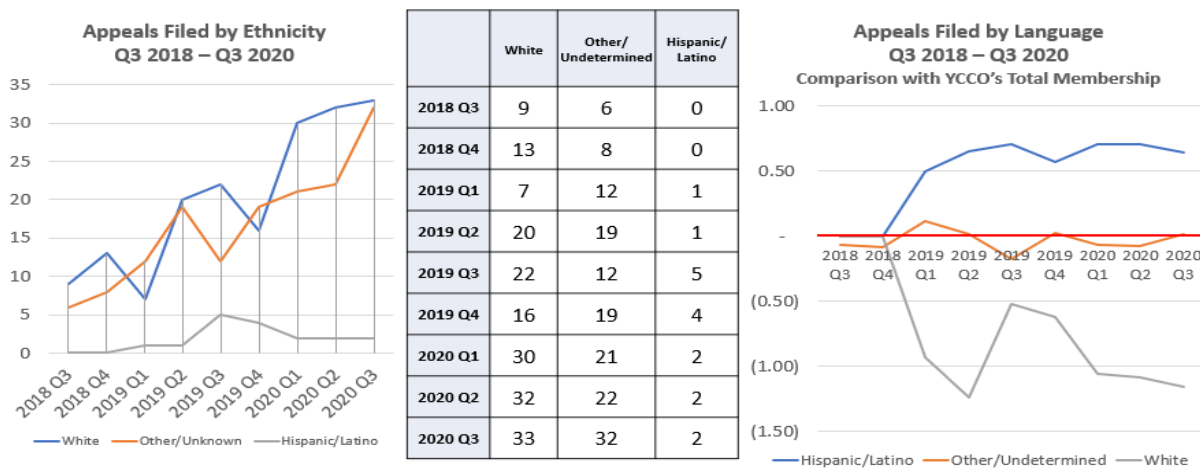 Appeals Filed by Ethnicity
Q3 2018 – Q3 2020
35
30
25
20
15
10
5
0
2018 Q3
2018 Q4
2019 Q1
2019 Q2
2019 Q3
2019 Q4
2020 Q1
2020 Q2
2020 Q3
White Other/Unknown Hispanic/Latino
White Other/ Undetermined Hispanic/ Latino
2018 Q3 9 6 0
2018 Q4 13 8 0
2019 Q1 7 12 1
2019 Q2 20 19 1
2019 Q3 22 12 5
2019 Q4 16 19 4
2020 Q1 30 21 2
2020 Q2 32 22 2
2020 Q3 33 32 2
Appeals Filed by Language
Q3 2018 – Q3 2020
Comparison with YCCO's Total Membership
1.00
0.50
-
(0.50)
(1.00)
(1.50)
2018 2018 2019 2019 2019 2019 2020 2020 2020
Q3 Q4 Q1 Q2 Q3 Q4 Q1 Q2 Q3
Hispanic/Latino Other/Undetermined White